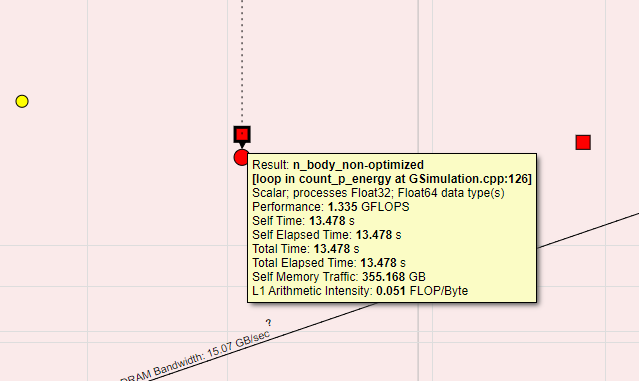 Result: n_body_non-optimized
[loop in count_p_energy at GSimulation.cpp:126]
Scalar; processes Float32; Float64 data type(s)
Performance: 1.335 GFLOPS
Self Time: 13.478 s
Self Elapsed Time: 13.478 s
Total Time: 13.478 s
Total Elapsed Time: 13.478 s
Self Memory Traffic: 355.168 GB
L1 Arithmetic Intensity: 0.051 FLOP/Byte
?
DRAM Bandwidth: 15.07 GB/sec